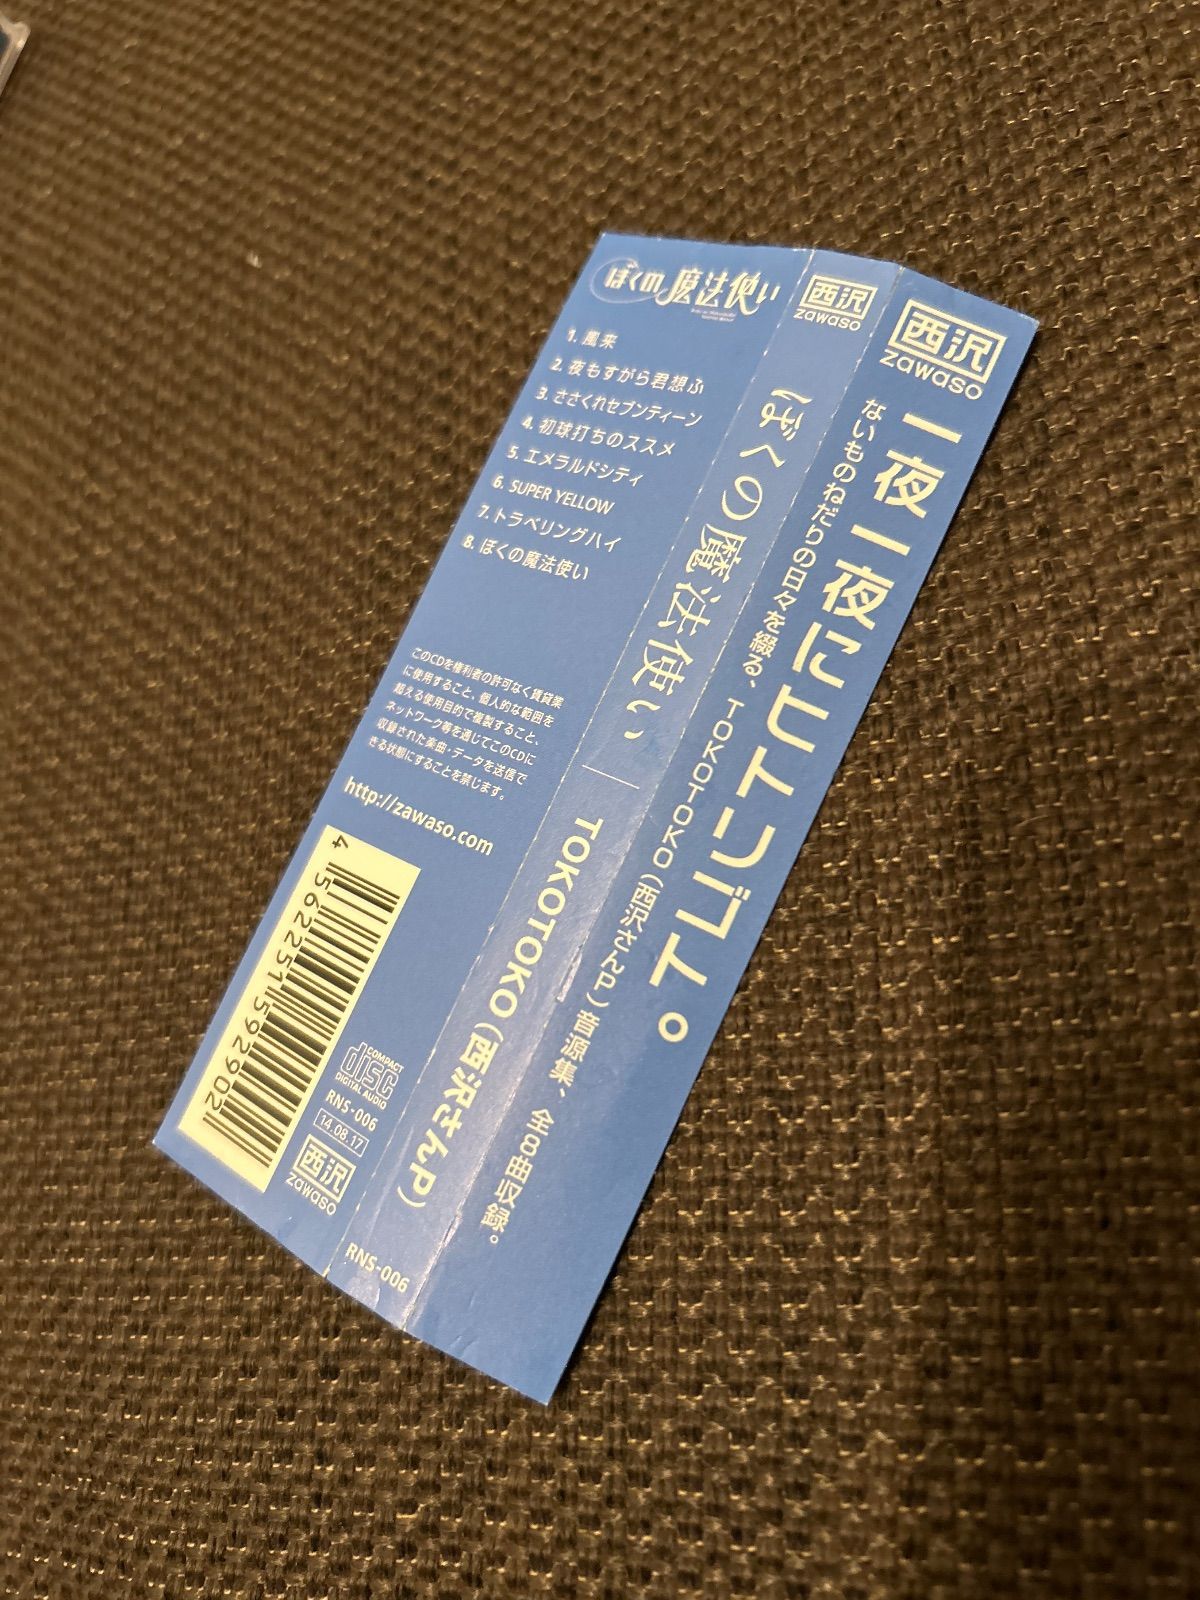 西沢
zawaso
一夜一夜にヒトリゴト。
ないものねだりの日々を綴る、TOKOTOKO(西沢さんP)音源集、全8曲収録。
西沢
zawaso
ぼくの魔法使い
TOKOTOKO(西沢さんP)
RNS-006
ぼくの魔法使い
1. 風来
2. 夜もすがら君想ふ
3. ささくれセブンティーン
4. 初球打ちのススメ
5. エメラルドシティ
6. SUPER YELLOW
7. トラベリングハイ
8. ぼくの魔法使い
このCDを権利者の許可なく賃貸業
に使用すること、個人的な範囲を
超える使用目的で複製すること、
ネットワーク等を通じてこのCDに
収録された楽曲・データを送信で
きる状態にすることを禁じます。
http://zawaso.com
4 562251 592902
COMPACT
disc
DIGITAL AUDIO
RNS-006
14.08.17
西沢
zawaso